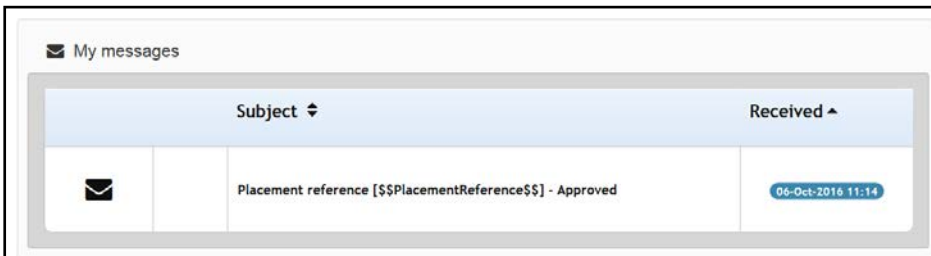 My messages
Subject Received
Placement reference [$$PlacementReference$$] - Approved 06-Oct-2016 11:14